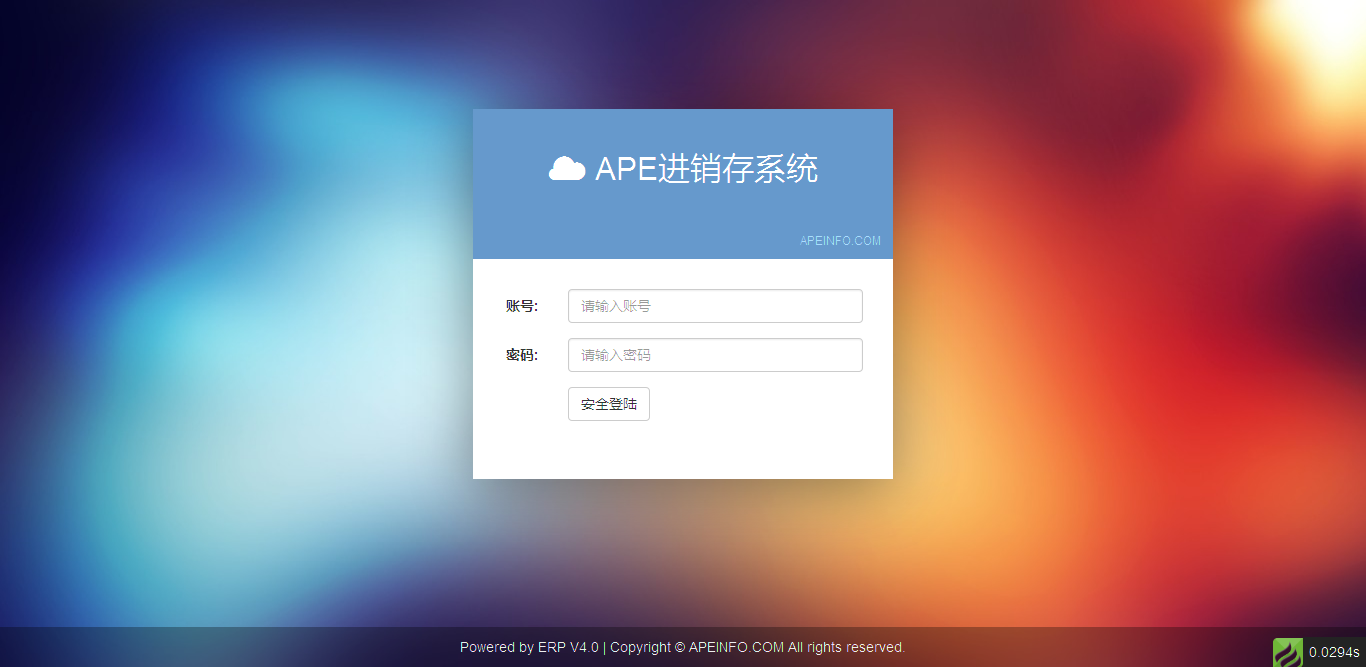 APE进销存系统
APEINFO.COM
账号:
请输入账号
密码:
请输入密码
安全登陆
Powered by ERP V4.0 | Copyright © APEINFO.COM All rights reserved.
0.0294s